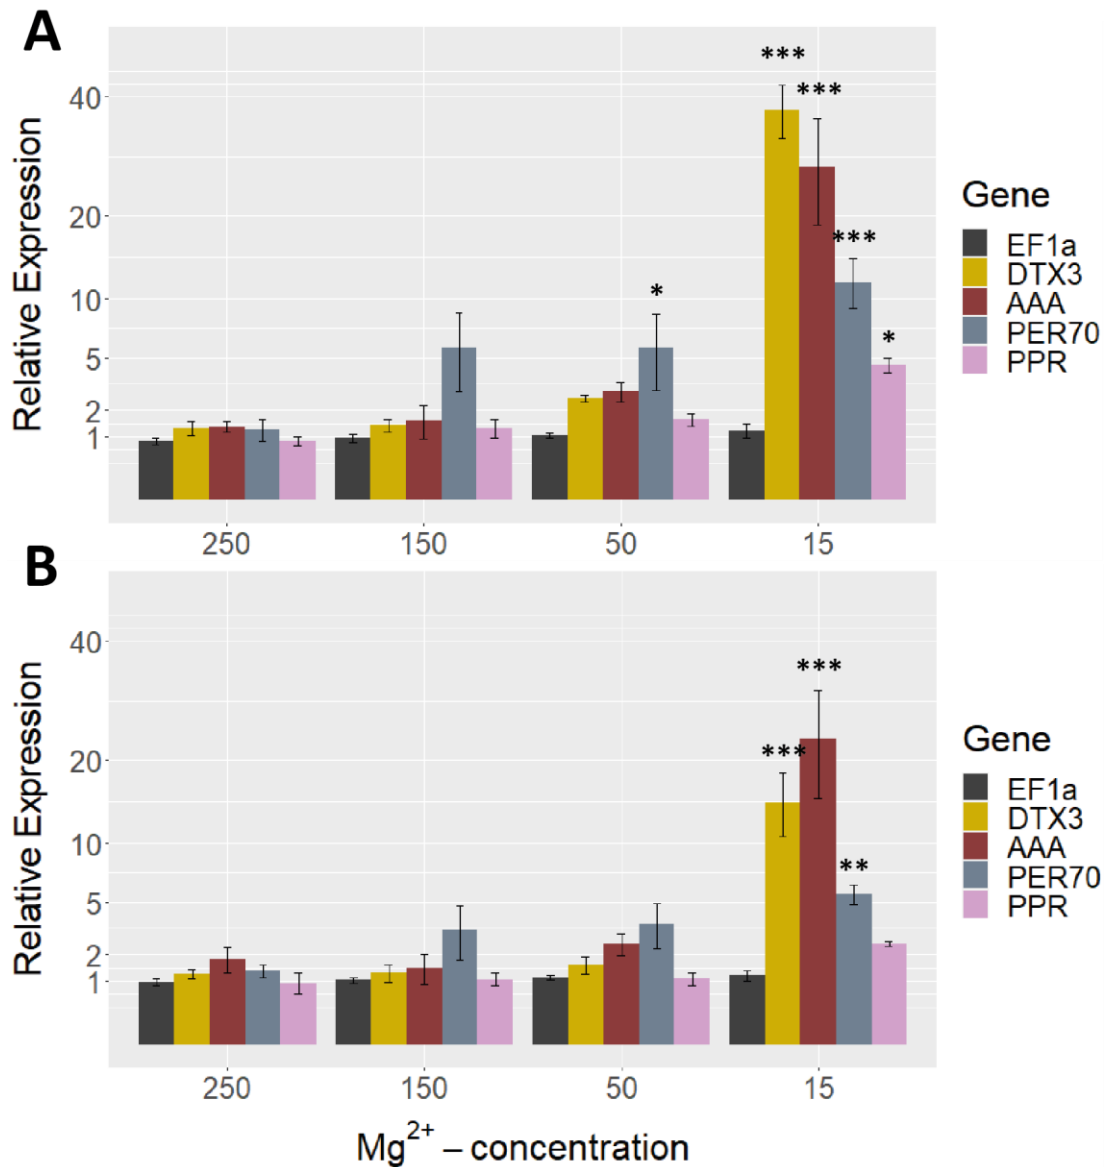 A
Relative Expression
40
20
10
5
2
1
***
***
***
*
*
250
150
50
15
Gene
EF1a
DTX3
AAA
PER70
PPR
B
Relative Expression
40
20
10
5
2
1
***
***
**
250
150
50
15
Gene
EF1a
DTX3
AAA
PER70
PPR
Mg²⁺ – concentration